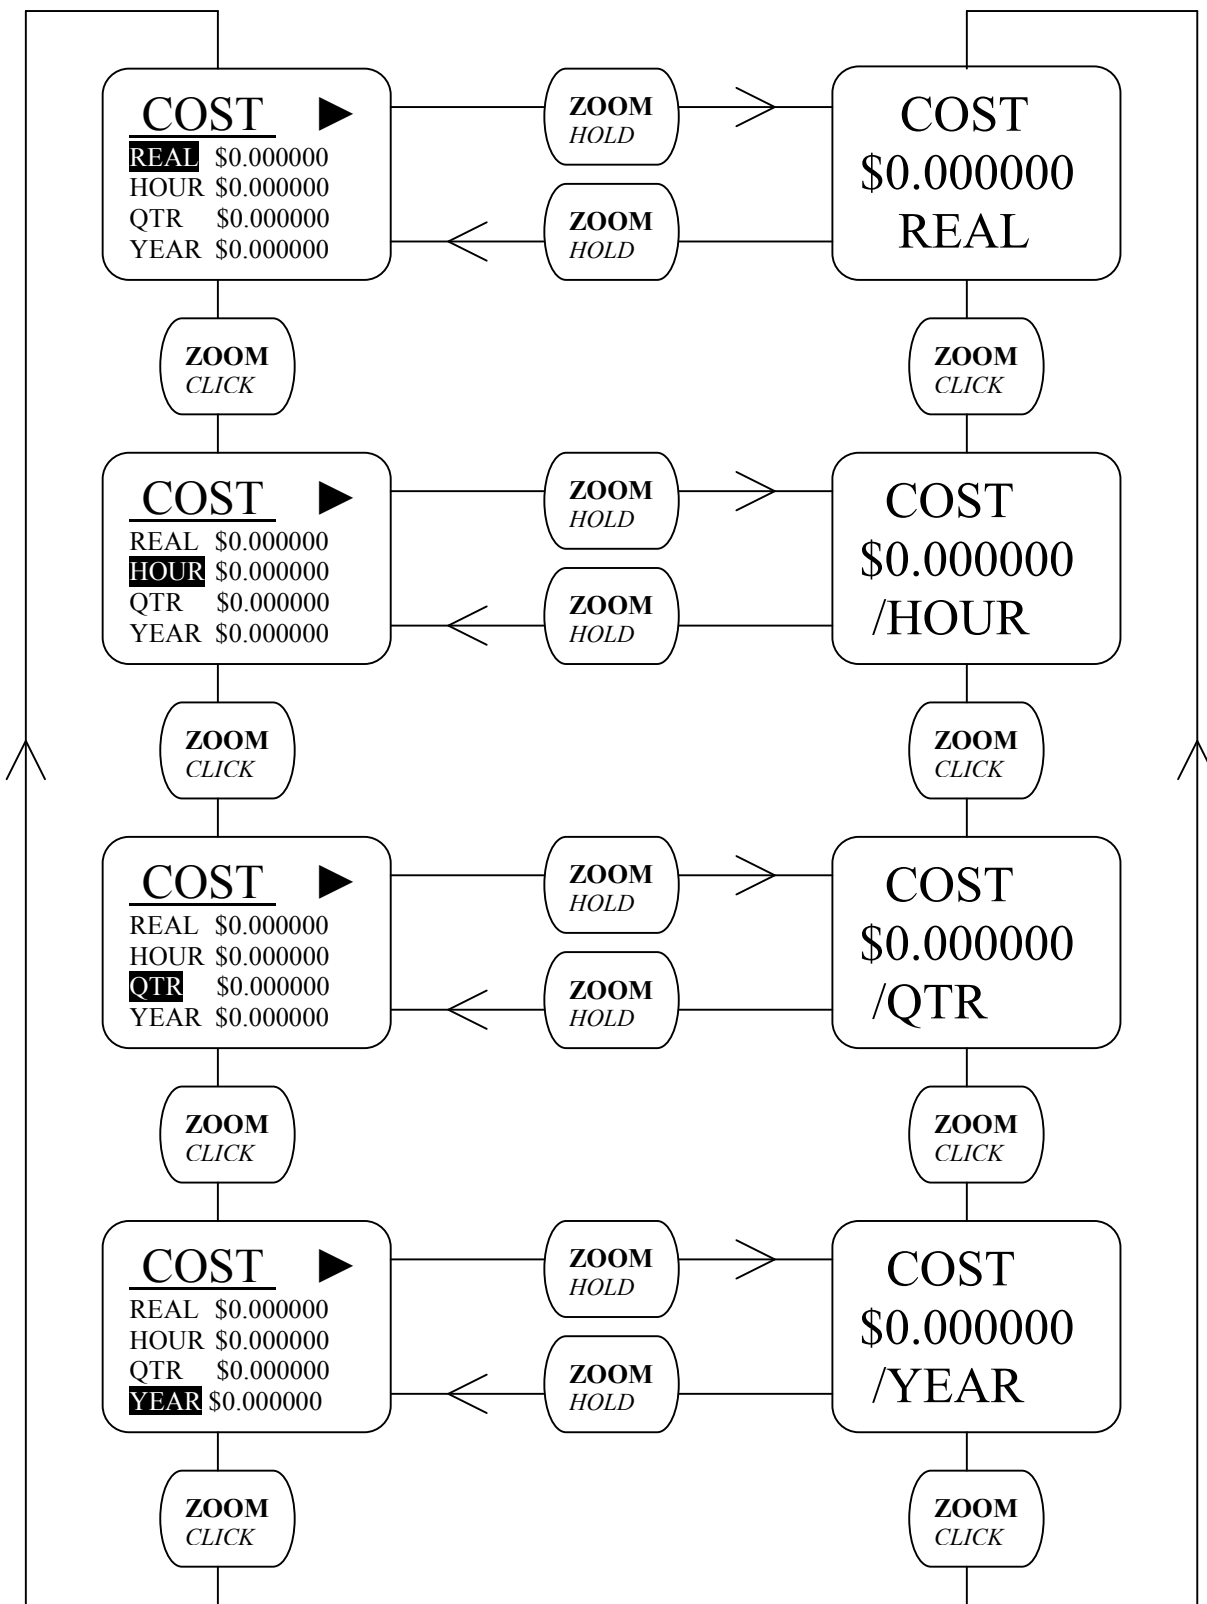 COST ►
REAL $0.000000
HOUR $0.000000
QTR $0.000000
YEAR $0.000000
ZOOM
HOLD
ZOOM
HOLD
COST
$0.000000
REAL
ZOOM
CLICK
ZOOM
CLICK
COST ►
REAL $0.000000
HOUR $0.000000
QTR $0.000000
YEAR $0.000000
ZOOM
HOLD
ZOOM
HOLD
COST
$0.000000
/HOUR
ZOOM
CLICK
ZOOM
CLICK
COST ►
REAL $0.000000
HOUR $0.000000
QTR $0.000000
YEAR $0.000000
ZOOM
HOLD
ZOOM
HOLD
COST
$0.000000
/QTR
ZOOM
CLICK
ZOOM
CLICK
COST ►
REAL $0.000000
HOUR $0.000000
QTR $0.000000
YEAR $0.000000
ZOOM
HOLD
ZOOM
HOLD
COST
$0.000000
/YEAR
ZOOM
CLICK
ZOOM
CLICK